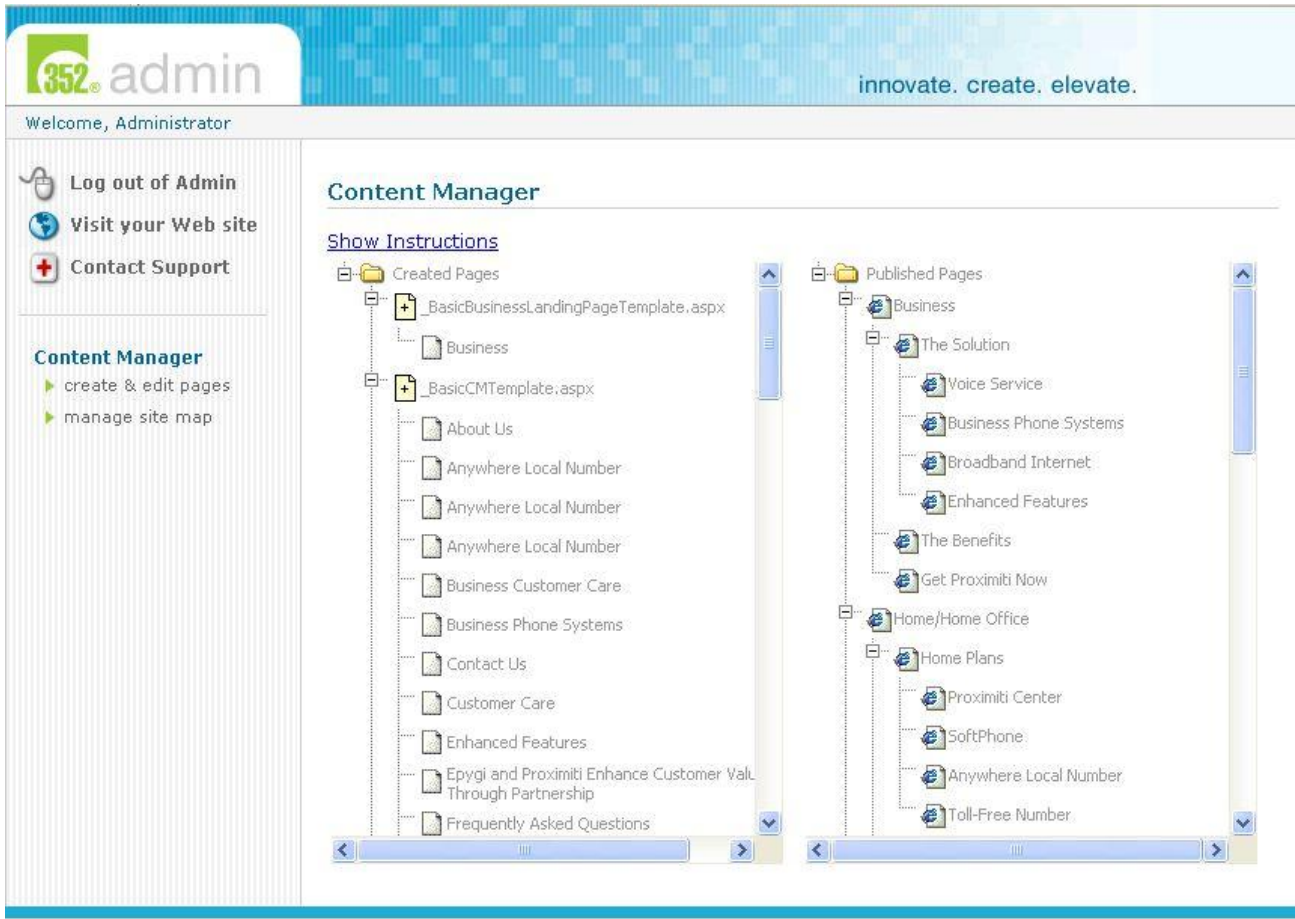 352® admin
innovate. create. elevate.
Welcome, Administrator
Log out of Admin
Visit your Web site
Contact Support
Content Manager
create & edit pages
manage site map
Content Manager
Show Instructions
Created Pages
_BasicBusinessLandingPageTemplate.aspx
Business
_BasicCMTemplate.aspx
About Us
Anywhere Local Number
Anywhere Local Number
Anywhere Local Number
Business Customer Care
Business Phone Systems
Contact Us
Customer Care
Enhanced Features
Epygi and Proximiti Enhance Customer Valu
Through Partnership
Frequently Asked Questions
Published Pages
Business
The Solution
Voice Service
Business Phone Systems
Broadband Internet
Enhanced Features
The Benefits
Get Proximiti Now
Home/Home Office
Home Plans
Proximiti Center
SoftPhone
Anywhere Local Number
Toll-Free Number